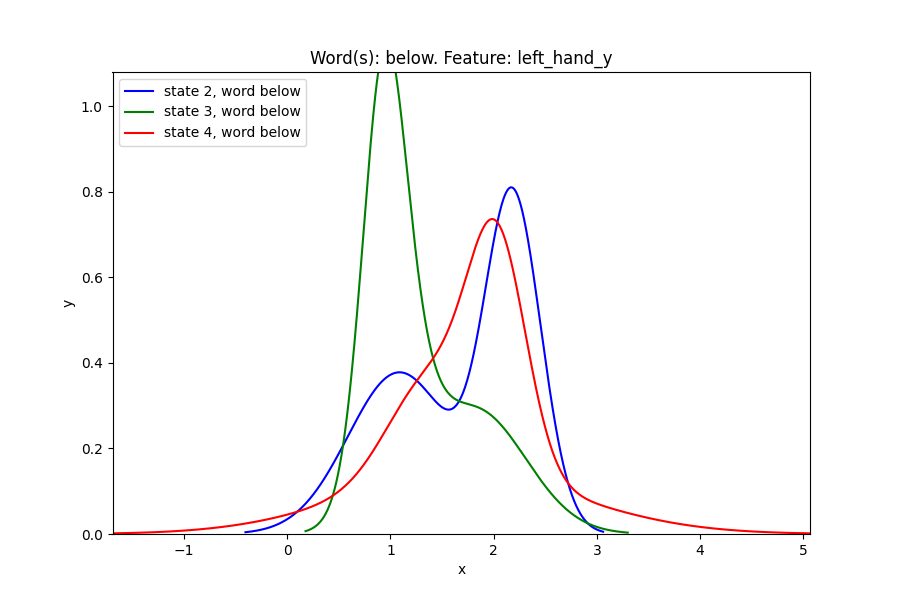 Word(s): below. Feature: left_hand_y
state 2, word below
state 3, word below
state 4, word below
1.0
0.8
0.6
0.4
0.2
0.0
y
−1 0 1 2 3 4 5
x